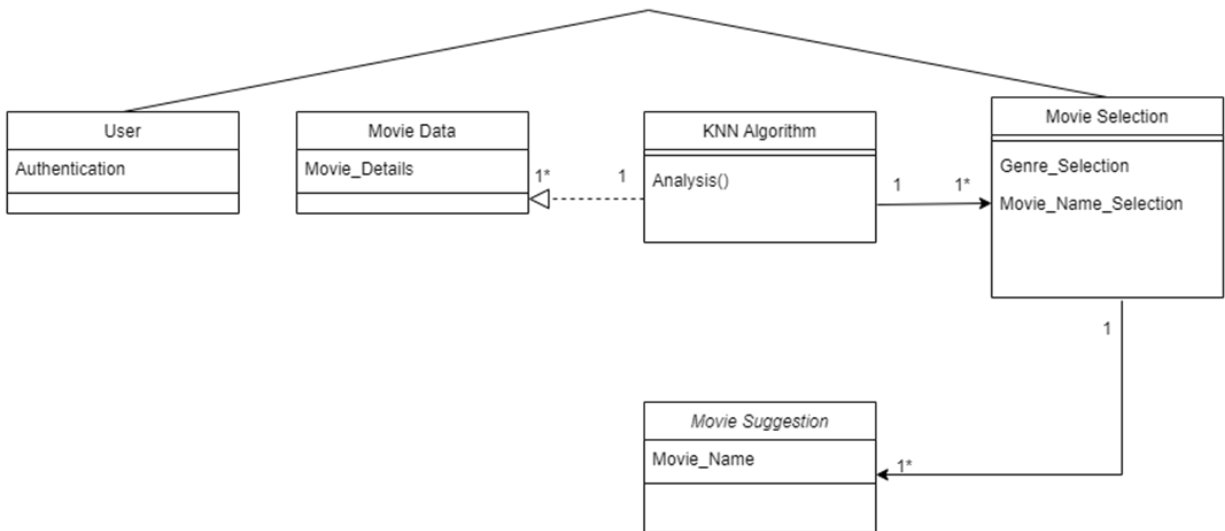 User
Authentication
Movie Data
Movie_Details
1*
1
KNN Algorithm
Analysis()
1
1*
Movie Selection
Genre_Selection
Movie_Name_Selection
1
Movie Suggestion
Movie_Name
1*